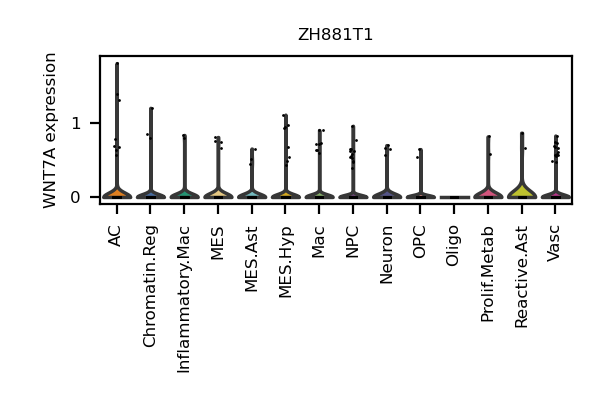 ZH881T1
WNT7A expression
1
0
AC
Chromatin.Reg
Inflammatory.Mac
MES
MES.Ast
MES.Hyp
Mac
NPC
Neuron
OPC
Oligo
Prolif.Metab
Reactive.Ast
Vasc